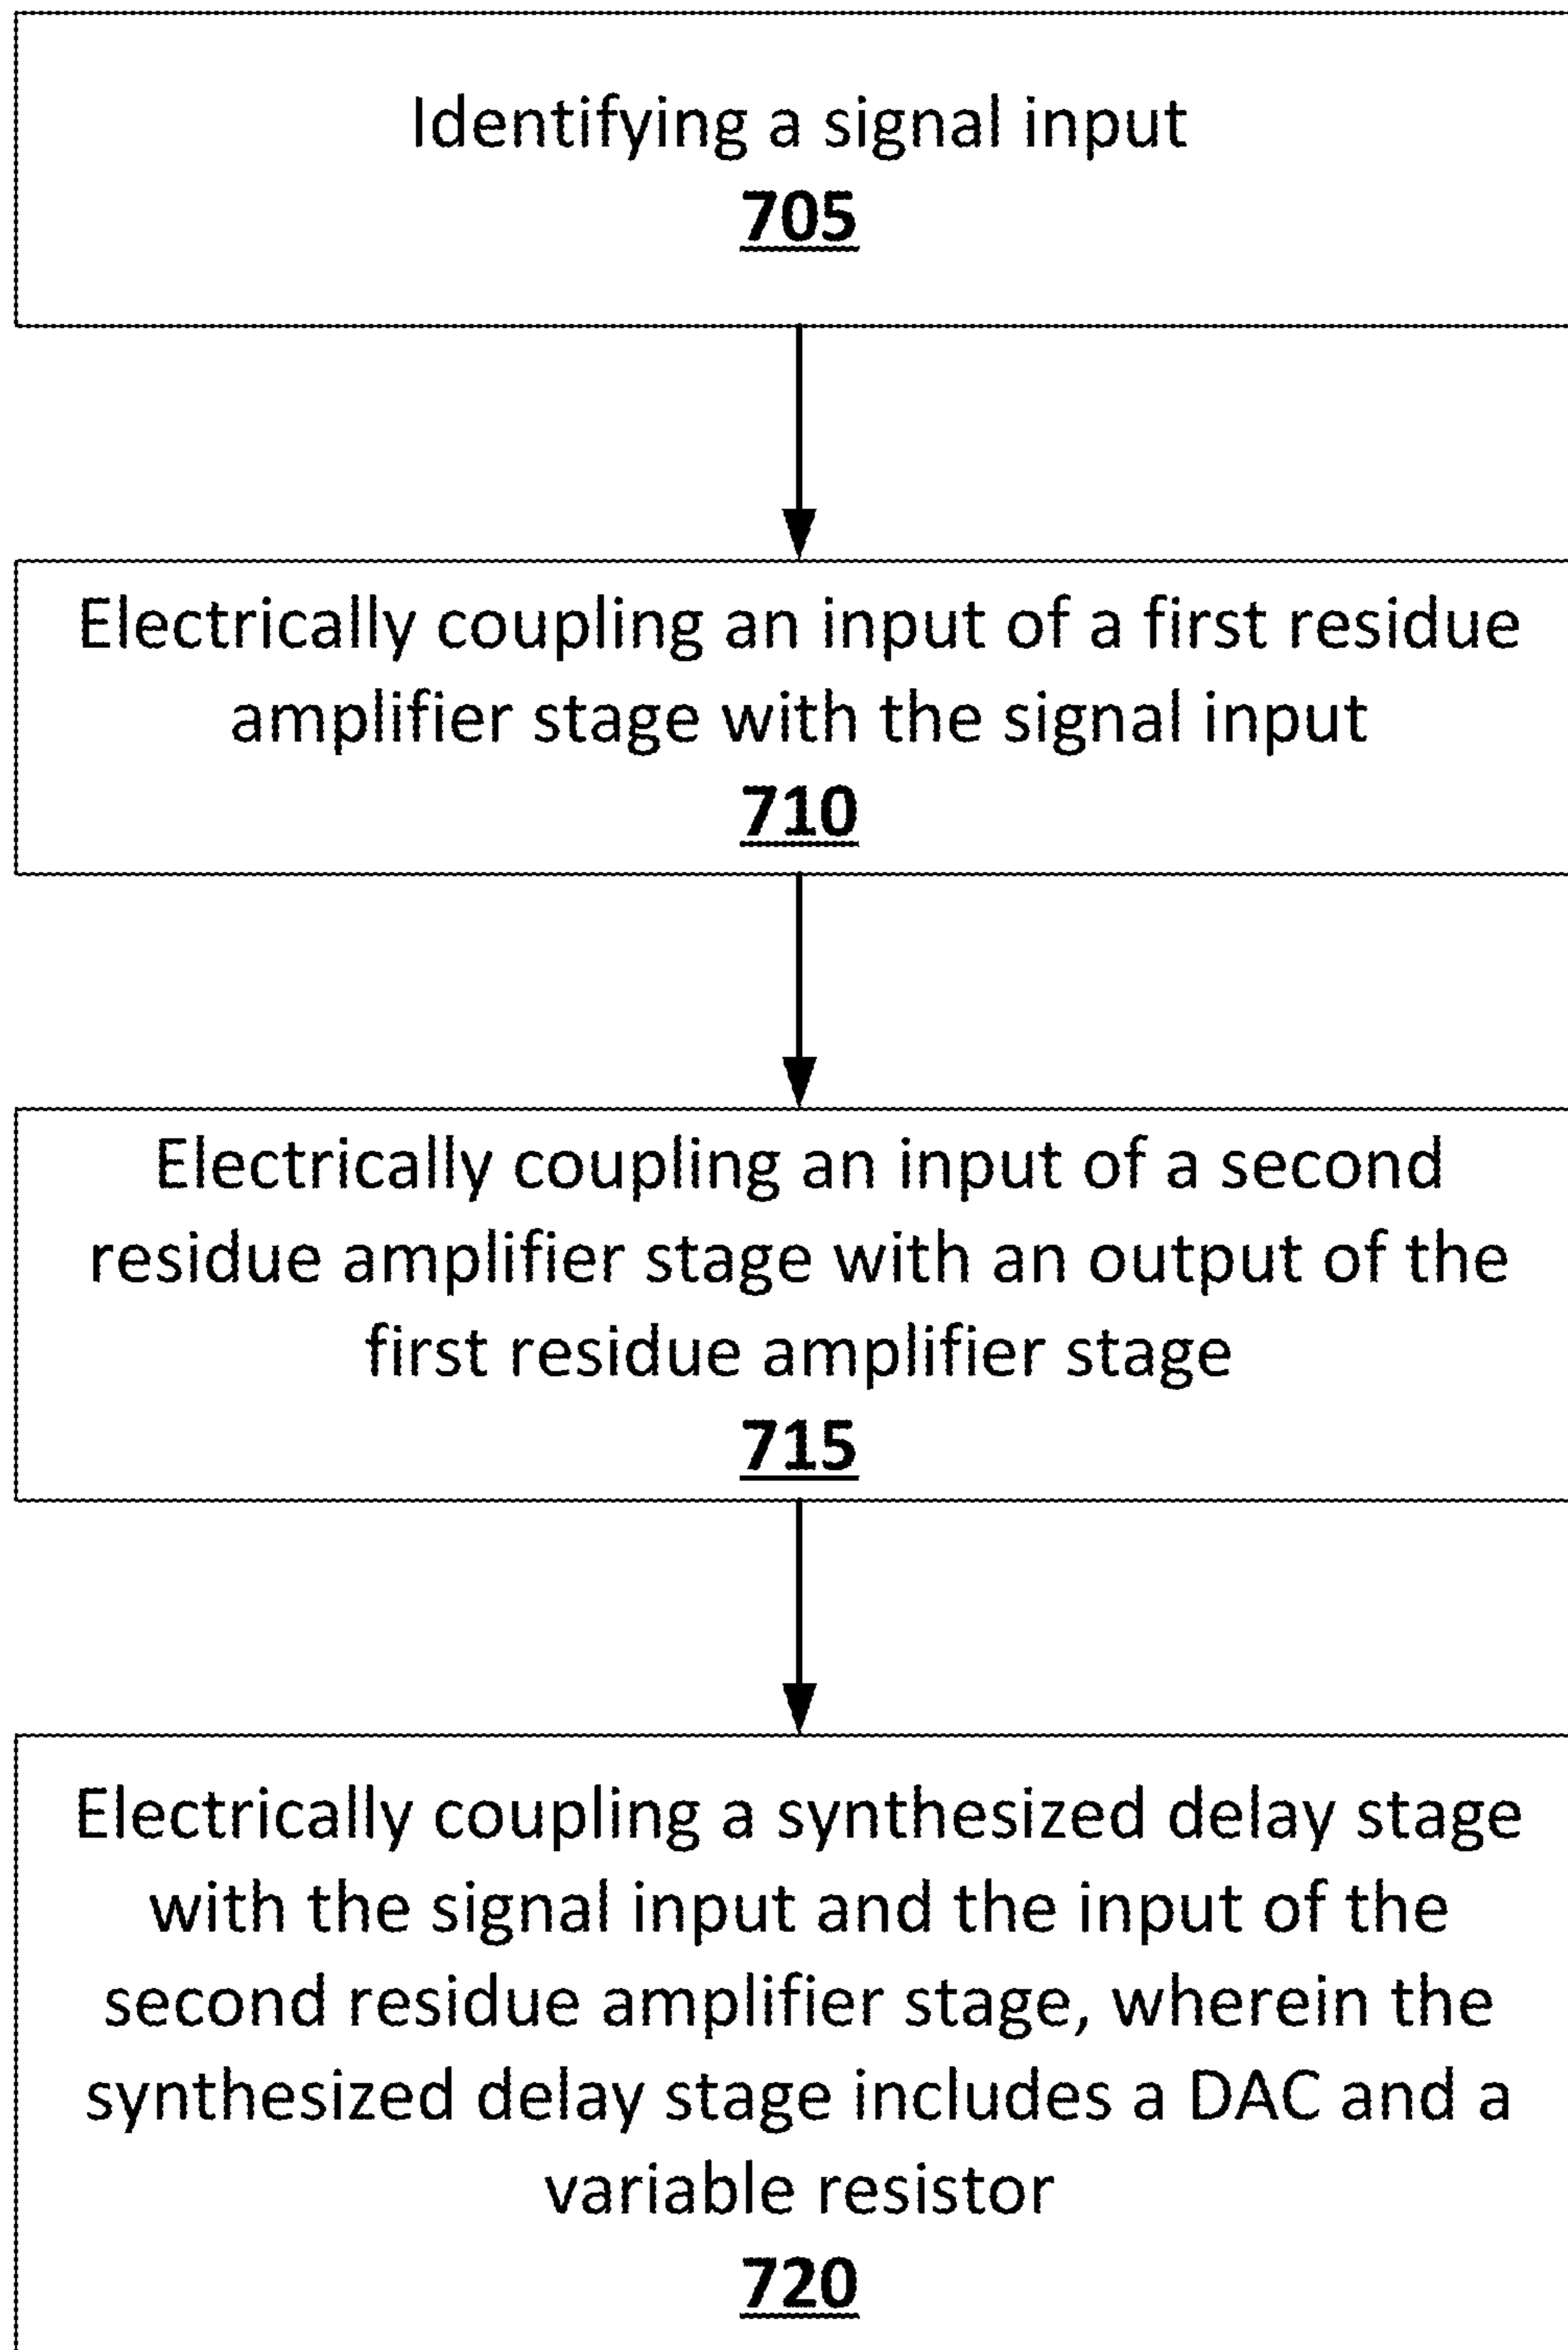 Identifying a signal input
705
Electrically coupling an input of a first residue
amplifier stage with the signal input
710
Electrically coupling an input of a second
residue amplifier stage with an output of the
first residue amplifier stage
715
Electrically coupling a synthesized delay stage
with the signal input and the input of the
second residue amplifier stage, wherein the
synthesized delay stage includes a DAC and a
variable resistor
720